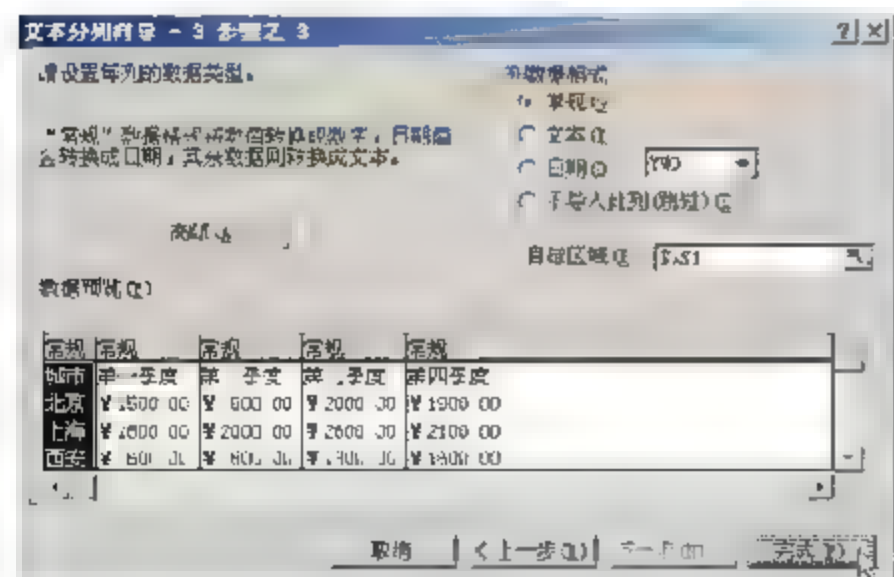 文本分列向导 - 3 步骤之 3
请设置每列的数据类型。
列数据格式
常规(G)
"常规"数据格式将数值转换成数字，日期值
会转换成日期，其余数据则转换成文本。
文本(T)
日期(D) YMD
不导入此列(跳过)(I)
高级(A)
目标区域(E)
数据预览(P)
常规 常规 常规 常规 常规
城市 第一季度 第 季度 第 季度 第四季度
北京 ¥ 00 ¥ 00 ¥ 2000 ¥ 1900 00
上海 ¥ 00 ¥ 2000 00 ¥ 2600 ¥ 2100 00
西安 ¥ ¥ ¥ ¥ 00
取消 < 上一步(B) 下一步(N) 完成(F)